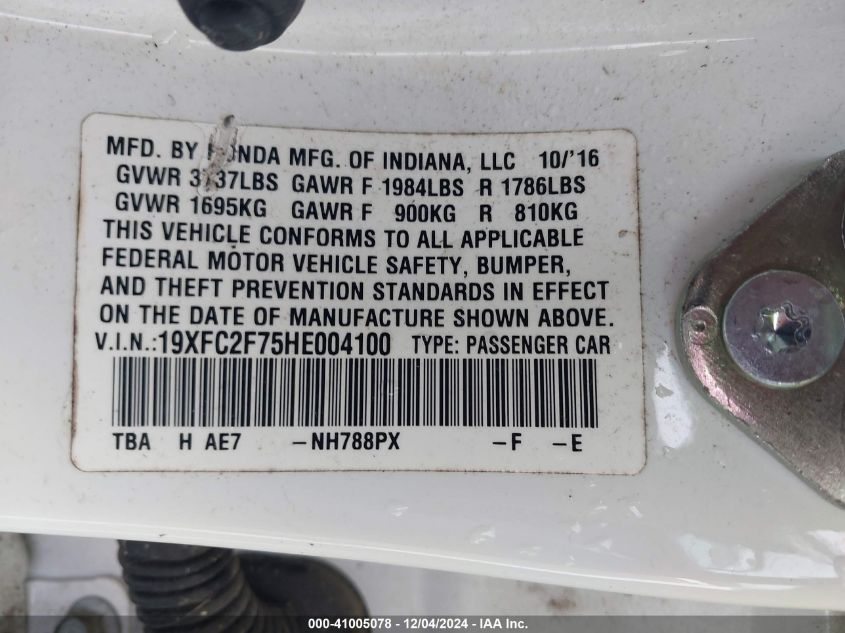 MFD. BY HONDA MFG. OF INDIANA, LLC 10/'16
GVWR LBS GAWR F 1984LBS R 1786LBS
GVWR 1695KG GAWR F 900KG R 810KG
THIS VEHICLE CONFORMS TO ALL APPLICABLE
FEDERAL MOTOR VEHICLE SAFETY, BUMPER,
AND THEFT PREVENTION STANDARDS IN EFFECT
ON THE DATE OF MANUFACTURE SHOWN ABOVE.
V.I.N.:19XFC2F75HE004100 TYPE: PASSENGER CAR
TBA H AE7 –NH788PX –F –E
000-41005078 - 12/04/2024 - IAA Inc.